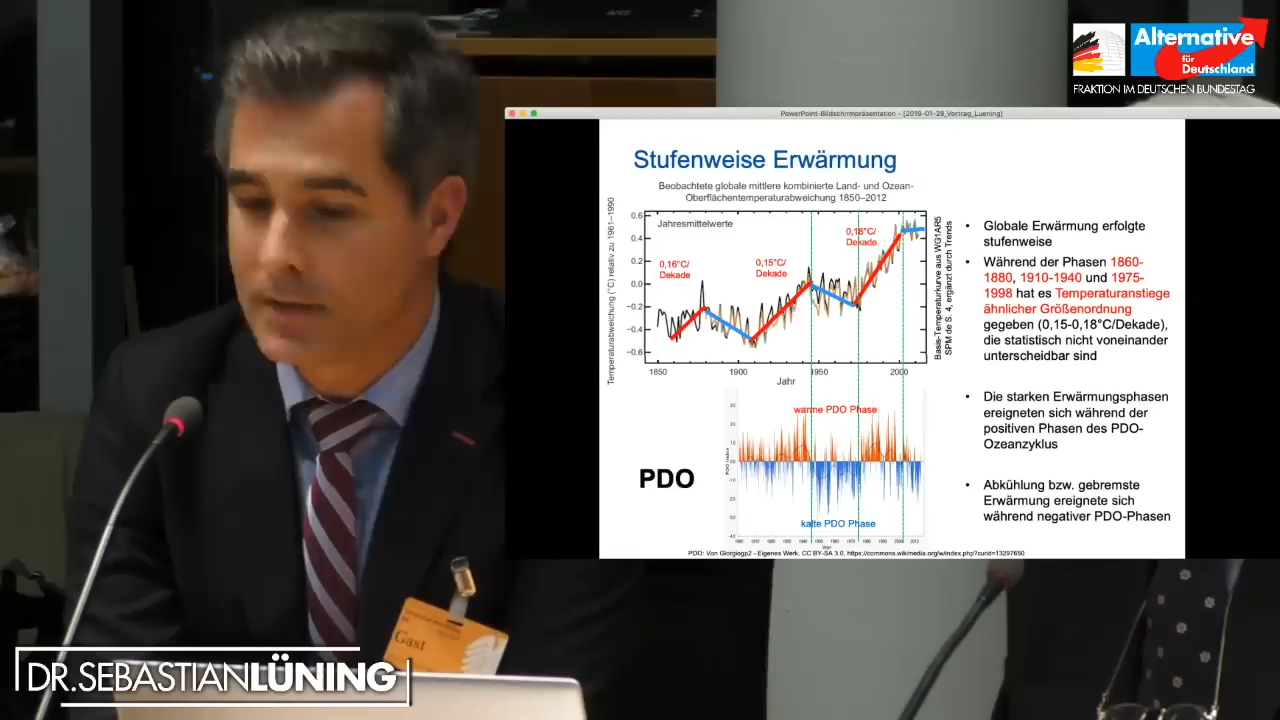 Alternative
für
Deutschland
FRAKTION IM DEUTSCHEN BUNDESTAG
PowerPoint-Bildschirmpräsentation - [2019-01-28_Vortrag_Luening]
Stufenweise Erwärmung
Beobachtete globale mittlere kombinierte Land- und Ozean-
Oberflächentemperaturabweichung 1850–2012
Temperaturabweichung (°C) relativ zu 1961–1990
0.6
0.4
0.2
0.0
−0.2
−0.4
−0.6
Jahresmittelwerte
0,16°C/
Dekade
0,15°C/
Dekade
0,18°C/
Dekade
1850
1900
1950
2000
Jahr
Basis-Temperaturkurve aus WG1AR5
SPM de S. 4, ergänzt durch Trends
• Globale Erwärmung erfolgte
stufenweise
• Während der Phasen 1860-
1880, 1910-1940 und 1975-
1998 hat es Temperaturanstiege
ähnlicher Größenordnung
gegeben (0,15-0,18°C/Dekade),
die statistisch nicht voneinander
unterscheidbar sind
• Die starken Erwärmungsphasen
ereigneten sich während der
positiven Phasen des PDO-
Ozeanzyklus
• Abkühlung bzw. gebremste
Erwärmung ereignete sich
während negativer PDO-Phasen
PDO
warme PDO Phase
kalte PDO Phase
PDO: Von Giorgiogp2 - Eigenes Werk, CC BY-SA 3.0, https://commons.wikimedia.org/w/index.php?curid=13297650
Gast
DR.SEBASTIANLÜNING